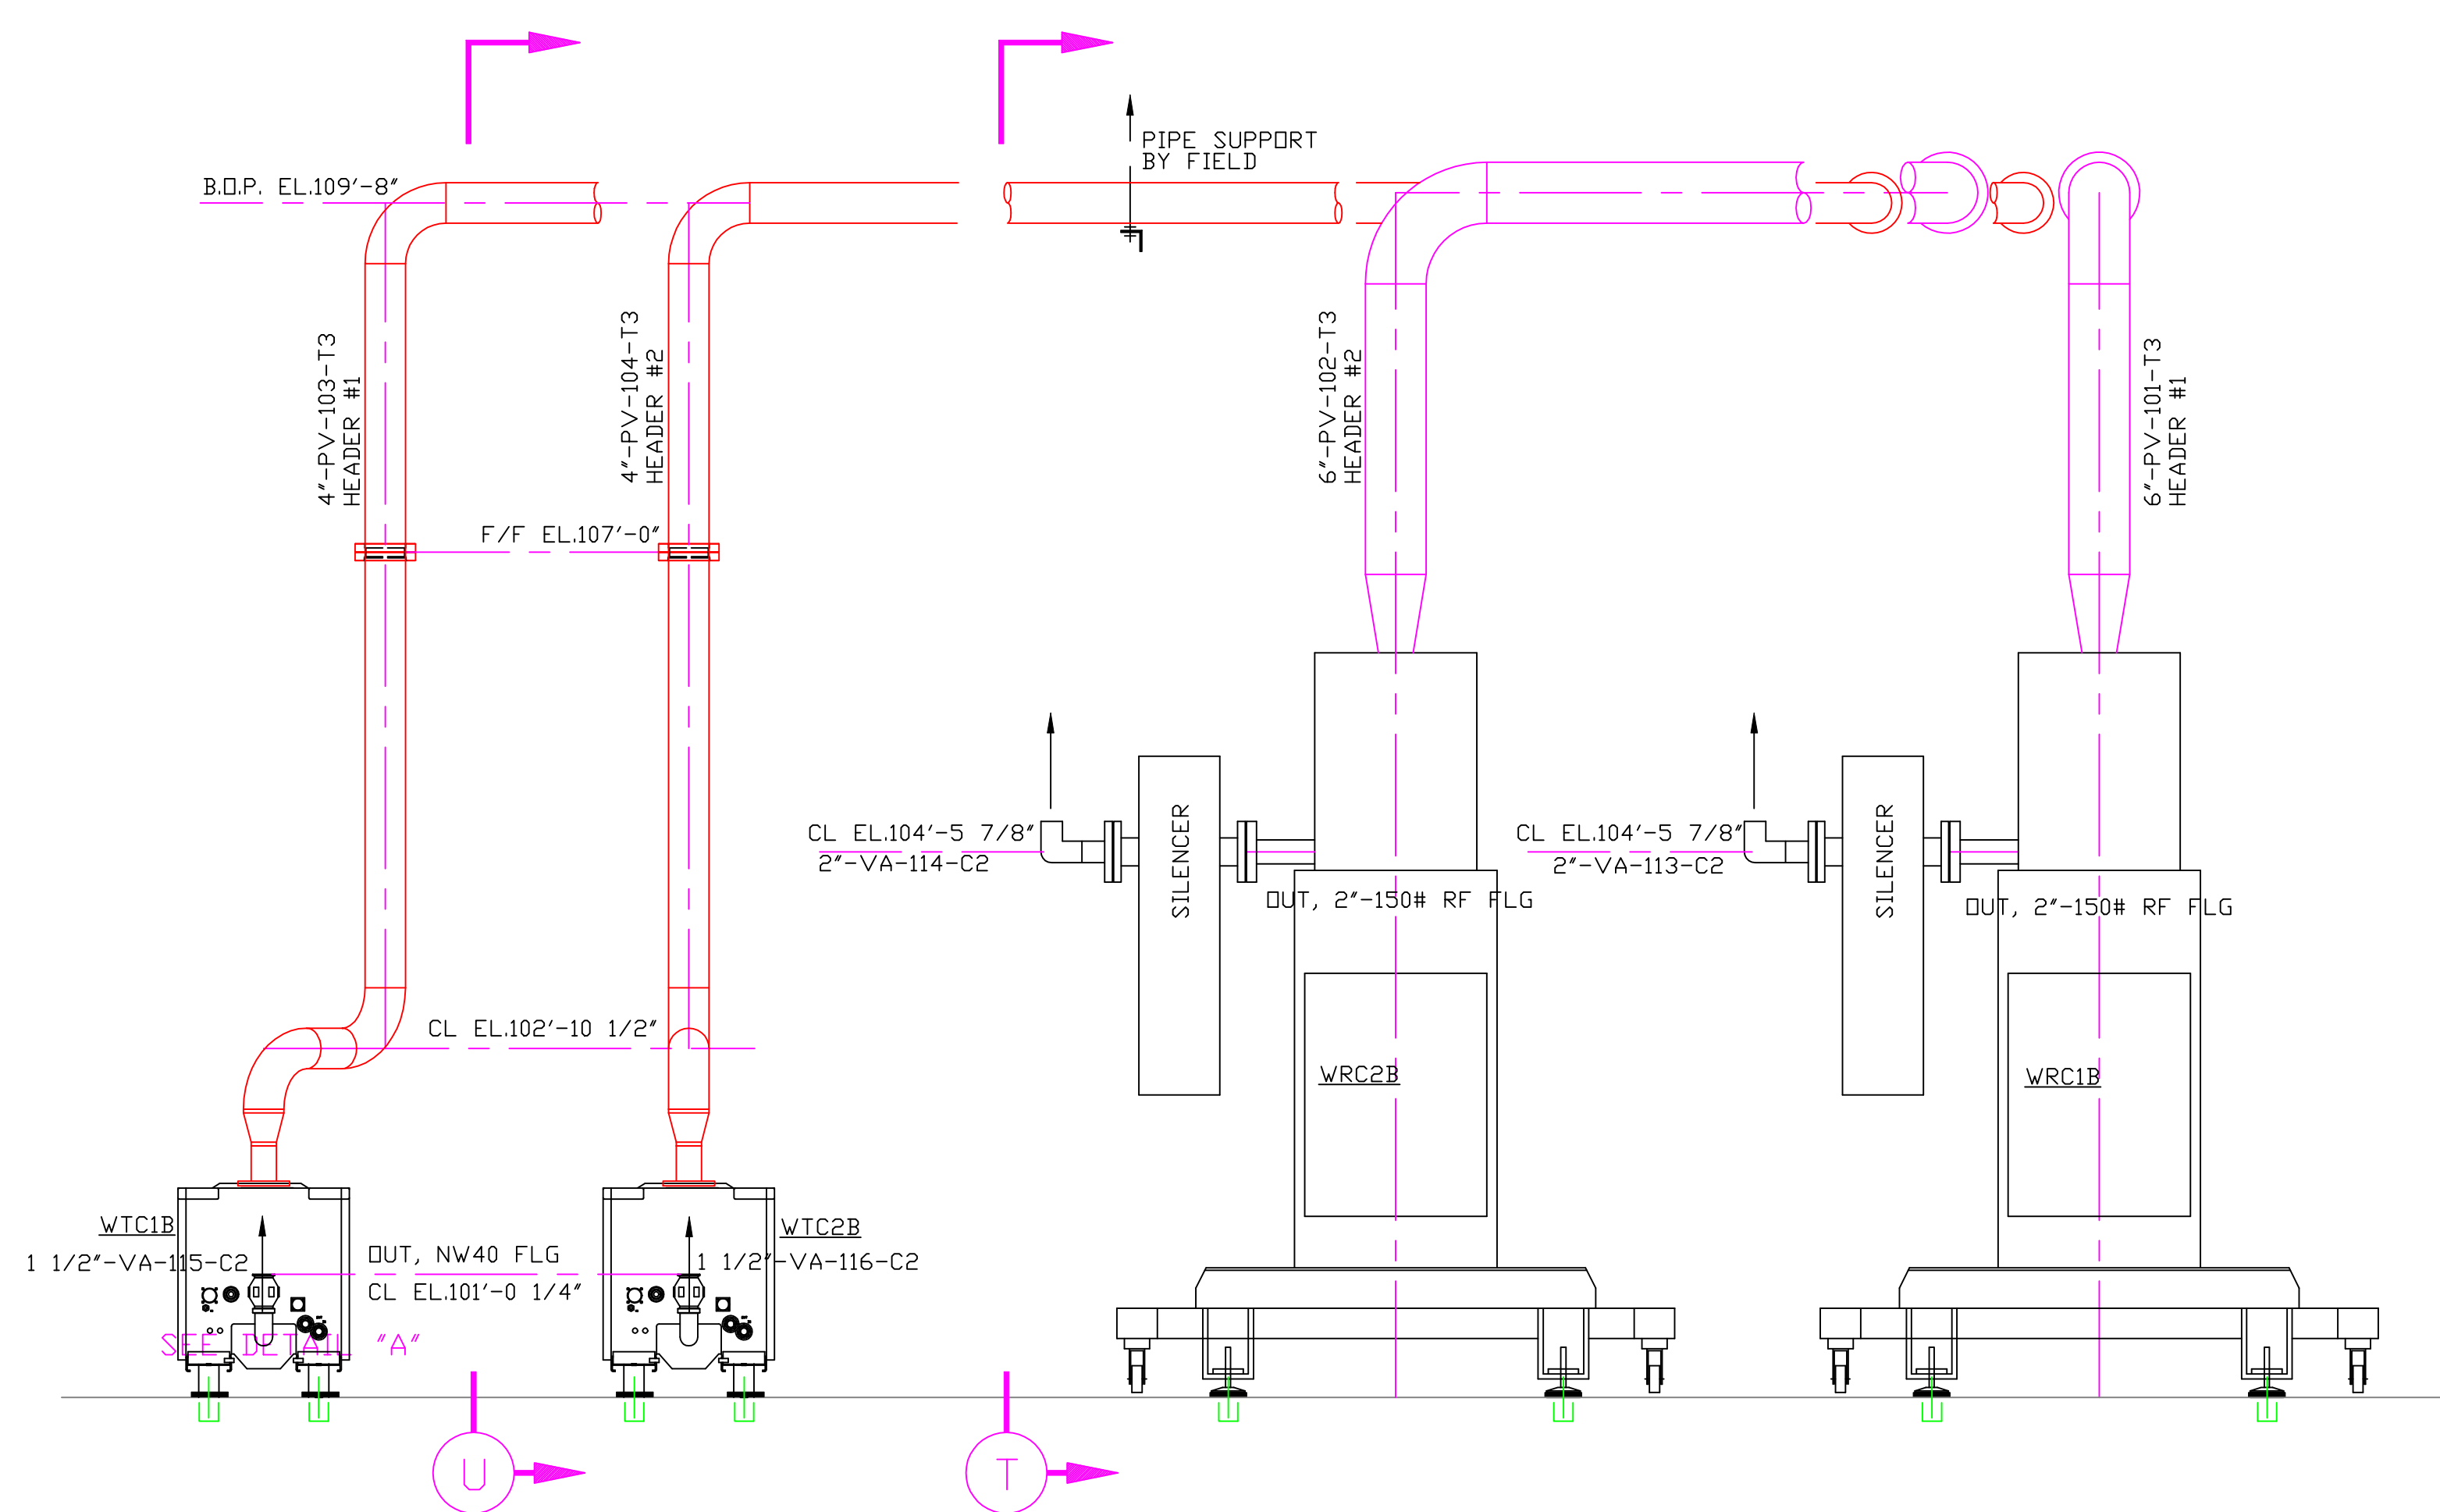 PIPE SUPPORT
BY FIELD
B.O.P. EL.109'-8"
4"-PV-103-T3
HEADER #1
4"-PV-104-T3
HEADER #2
6"-PV-102-T3
HEADER #2
6"-PV-101-T3
HEADER #1
F/F EL.107'-0"
CL EL.104'-5 7/8"
2"-VA-114-C2
SILENCER
OUT, 2"-150# RF FLG
CL EL.104'-5 7/8"
2"-VA-113-C2
SILENCER
OUT, 2"-150# RF FLG
CL EL.102'-10 1/2"
WRC2B
WRC1B
WTC1B
1 1/2"-VA-115-C2
OUT, NW40 FLG
CL EL.101'-0 1/4"
WTC2B
1 1/2"-VA-116-C2
SEE DETAIL "A"
U
T